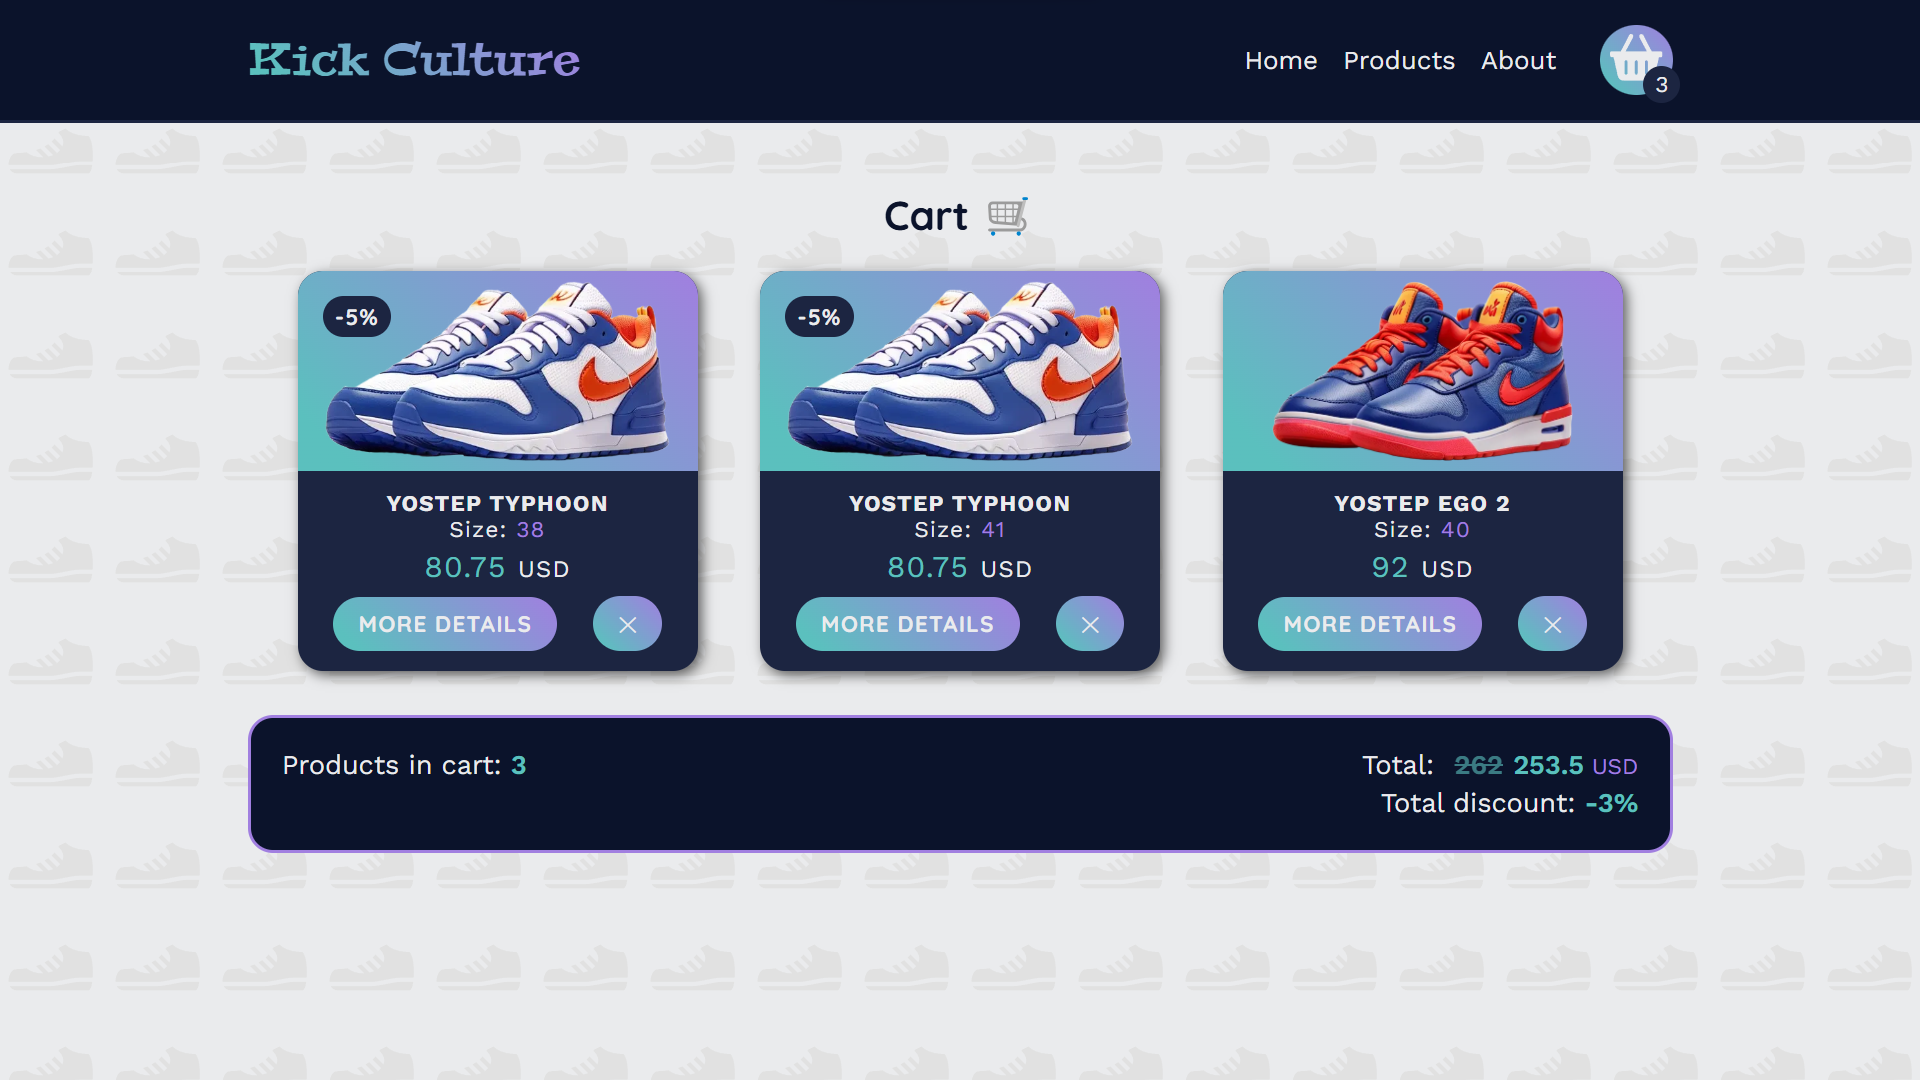 Kick Culture
Home Products About
3
Cart
-5%
YOSTEP TYPHOON
Size: 38
80.75 USD
MORE DETAILS
-5%
YOSTEP TYPHOON
Size: 41
80.75 USD
MORE DETAILS
YOSTEP EGO 2
Size: 40
92 USD
MORE DETAILS
Products in cart: 3
Total: 262 253.5 USD
Total discount: -3%